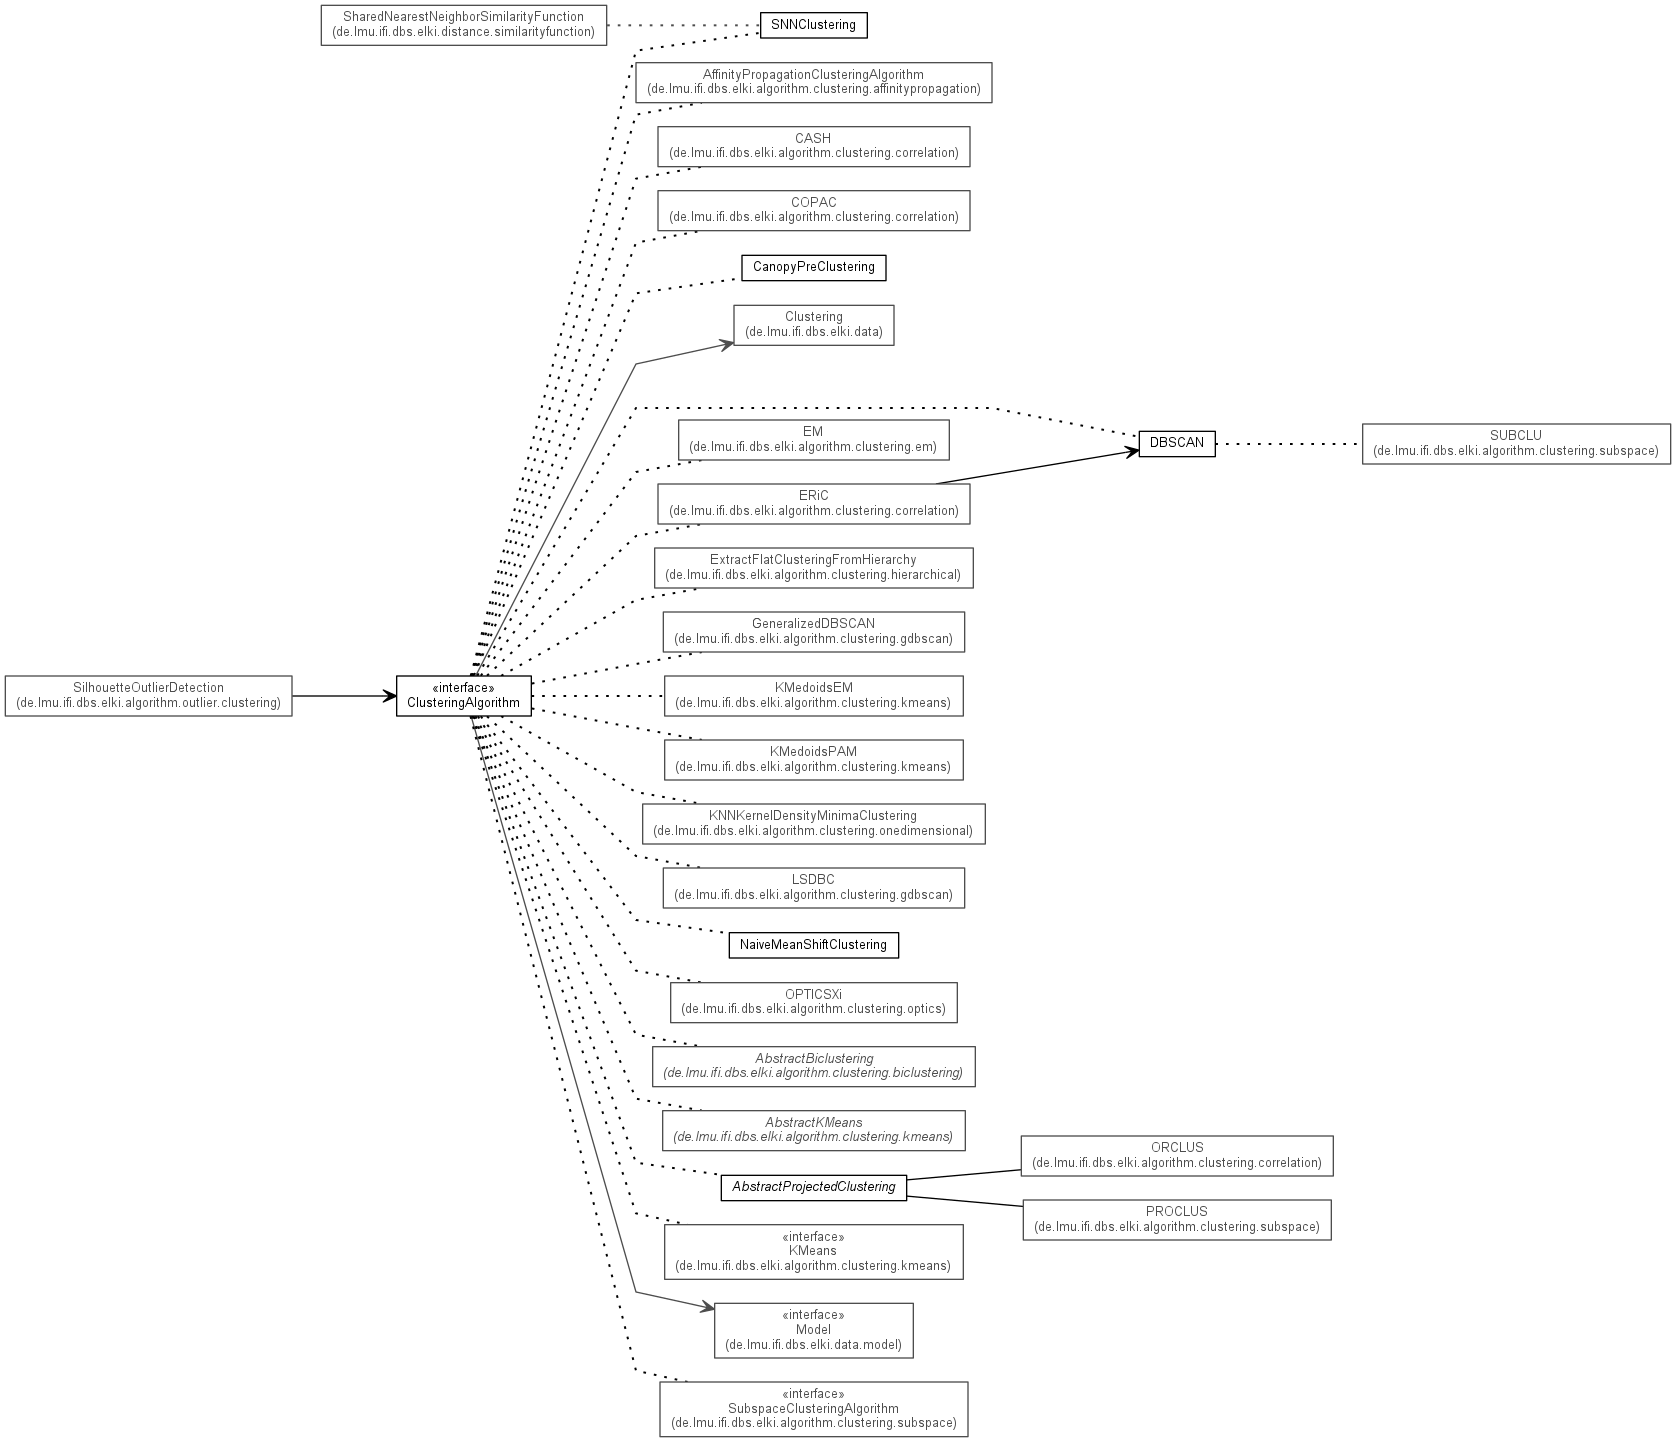 SharedNearestNeighborSimilarityFunction
(de.lmu.ifi.dbs.elki.distance.similarityfunction)
SNNClustering
AffinityPropagationClusteringAlgorithm
(de.lmu.ifi.dbs.elki.algorithm.clustering.affinitypropagation)
CASH
(de.lmu.ifi.dbs.elki.algorithm.clustering.correlation)
COPAC
(de.lmu.ifi.dbs.elki.algorithm.clustering.correlation)
CanopyPreClustering
Clustering
(de.lmu.ifi.dbs.elki.data)
EM
(de.lmu.ifi.dbs.elki.algorithm.clustering.em)
DBSCAN
SUBCLU
(de.lmu.ifi.dbs.elki.algorithm.clustering.subspace)
ERiC
(de.lmu.ifi.dbs.elki.algorithm.clustering.correlation)
ExtractFlatClusteringFromHierarchy
(de.lmu.ifi.dbs.elki.algorithm.clustering.hierarchical)
GeneralizedDBSCAN
(de.lmu.ifi.dbs.elki.algorithm.clustering.gdbscan)
SilhouetteOutlierDetection
(de.lmu.ifi.dbs.elki.algorithm.outlier.clustering)
«interface»
ClusteringAlgorithm
KMedoidsEM
(de.lmu.ifi.dbs.elki.algorithm.clustering.kmeans)
KMedoidsPAM
(de.lmu.ifi.dbs.elki.algorithm.clustering.kmeans)
KNNKernelDensityMinimaClustering
(de.lmu.ifi.dbs.elki.algorithm.clustering.onedimensional)
LSDBC
(de.lmu.ifi.dbs.elki.algorithm.clustering.gdbscan)
NaiveMeanShiftClustering
OPTICSXi
(de.lmu.ifi.dbs.elki.algorithm.clustering.optics)
AbstractBiclustering
(de.lmu.ifi.dbs.elki.algorithm.clustering.biclustering)
AbstractKMeans
(de.lmu.ifi.dbs.elki.algorithm.clustering.kmeans)
AbstractProjectedClustering
ORCLUS
(de.lmu.ifi.dbs.elki.algorithm.clustering.correlation)
PROCLUS
(de.lmu.ifi.dbs.elki.algorithm.clustering.subspace)
«interface»
KMeans
(de.lmu.ifi.dbs.elki.algorithm.clustering.kmeans)
«interface»
Model
(de.lmu.ifi.dbs.elki.data.model)
«interface»
SubspaceClusteringAlgorithm
(de.lmu.ifi.dbs.elki.algorithm.clustering.subspace)